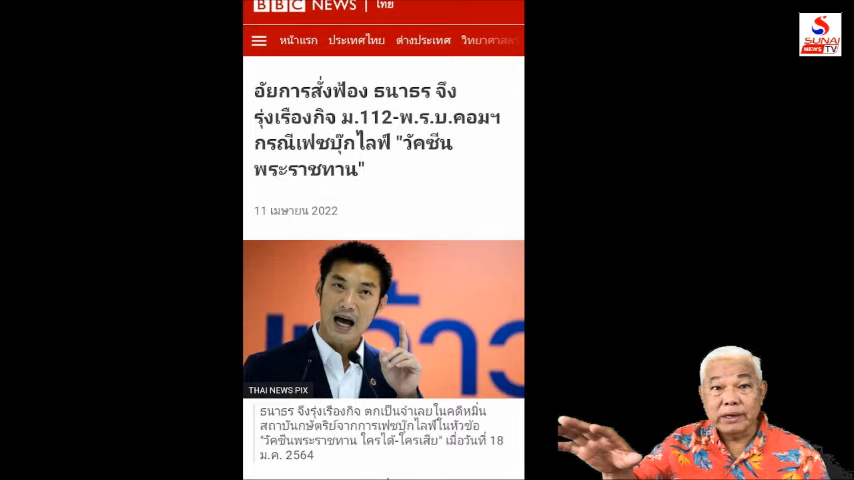 BBC NEWS | ไทย
SUNAI
NEWS TV
หน้าแรก ประเทศไทย ต่างประเทศ วิทยาศาสต
อัยการสั่งฟ้อง ธนาธร จึง
รุ่งเรืองกิจ ม.112-พ.ร.บ.คอมฯ
กรณีเฟซบุ๊กไลฟ์ "วัคซีน
พระราชทาน"
11 เมษายน 2022
THAI NEWS PIX
ธนาธร จึงรุ่งเรืองกิจ ตกเป็นจำเลยในคดีหมิ่น
สถาบันกษัตริย์จากการเฟซบุ๊กไลฟ์ในหัวข้อ
"วัคซีนพระราชทาน ใครได้-ใครเสีย" เมื่อวันที่ 18
ม.ค. 2564